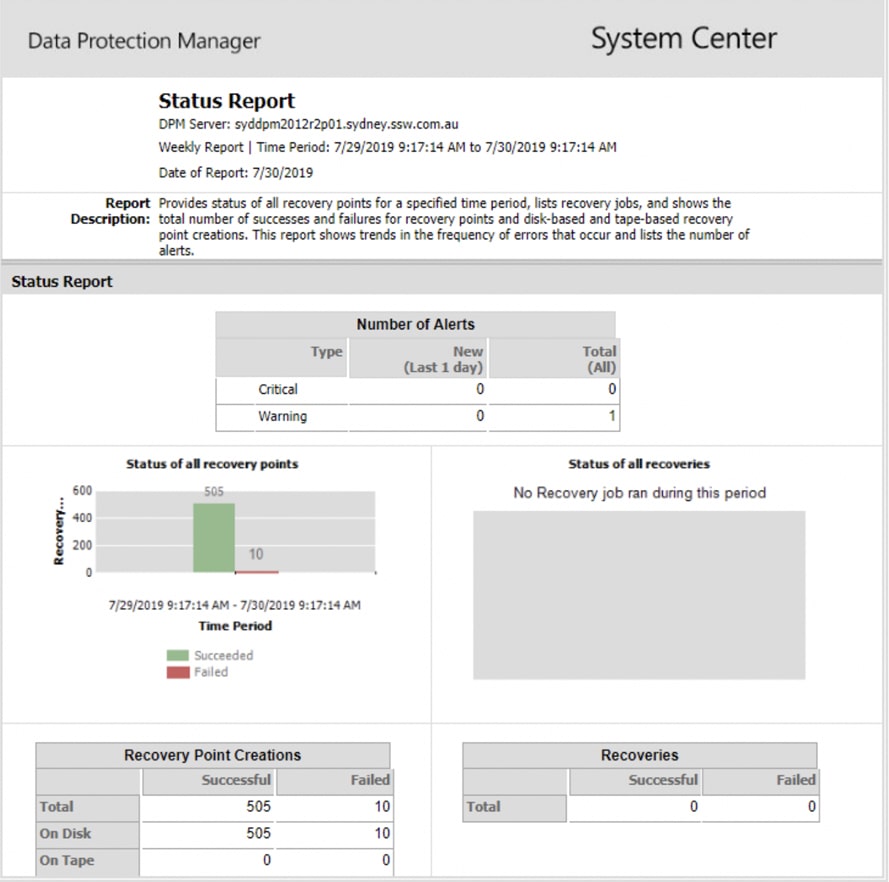 Data Protection Manager
System Center
Status Report
DPM Server: syddpm2012r2p01.sydney.ssw.com.au
Weekly Report | Time Period: 7/29/2019 9:17:14 AM to 7/30/2019 9:17:14 AM
Date of Report: 7/30/2019
Report Description: Provides status of all recovery points for a specified time period, lists recovery jobs, and shows the
total number of successes and failures for recovery points and disk-based and tape-based recovery
point creations. This report shows trends in the frequency of errors that occur and lists the number of
alerts.
Status Report
Number of Alerts
Type New (Last 1 day) Total (All)
Critical 0 0
Warning 0 1
Status of all recovery points
Recovery...
600
400
200
0
505
10
7/29/2019 9:17:14 AM - 7/30/2019 9:17:14 AM
Time Period
Succeeded
Failed
Status of all recoveries
No Recovery job ran during this period
Recovery Point Creations
Successful Failed
Total 505 10
On Disk 505 10
On Tape 0 0
Recoveries
Successful Failed
Total 0 0